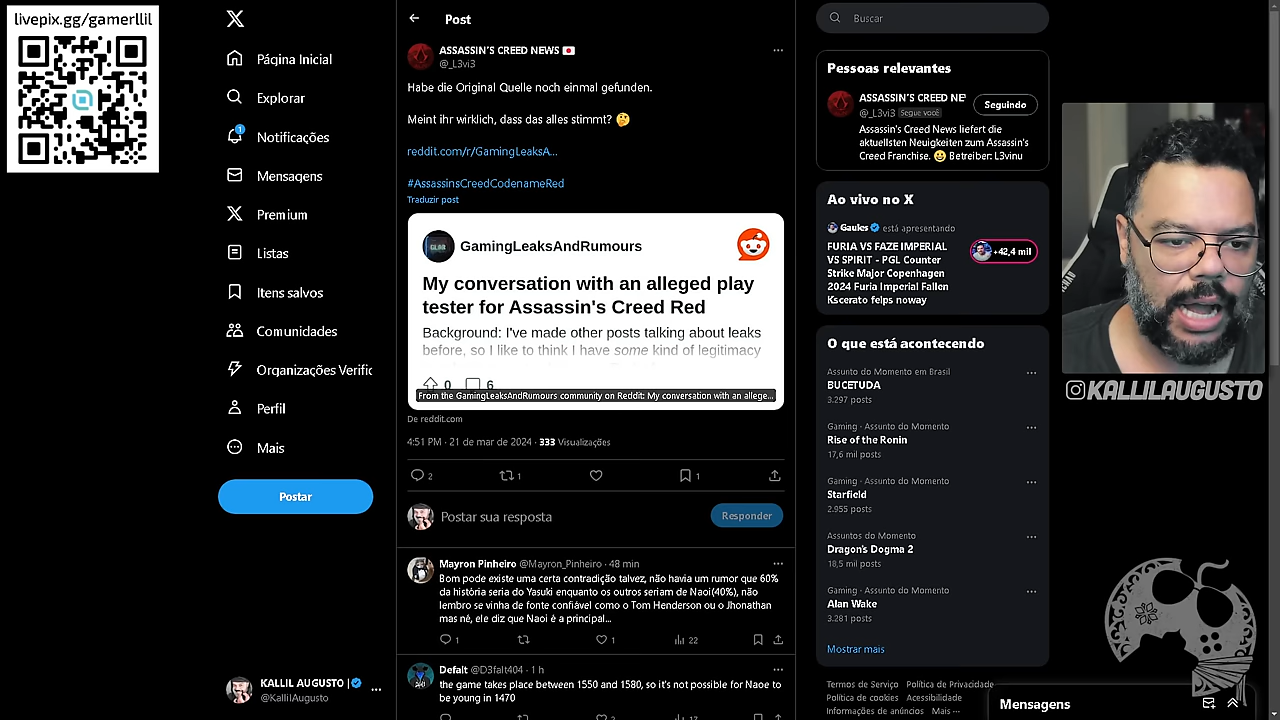 livepix.gg/gamerllil
Página Inicial
Explorar
1
Notificações
Mensagens
Premium
Listas
Itens salvos
Comunidades
Organizações Verific
Perfil
Mais
Postar
KALLIL AUGUSTO |
@KallilAugusto
Post
ASSASSIN'S CREED NEWS
@_L3vi3
Habe die Original Quelle noch einmal gefunden.
Meint ihr wirklich, dass das alles stimmt? 🤔
reddit.com/r/GamingLeaksA...
#AssassinsCreedCodenameRed
Traduzir post
GLAR
GamingLeaksAndRumours
My conversation with an alleged play
tester for Assassin's Creed Red
Background: I've made other posts talking about leaks
before, so I like to think I have some kind of legitimacy
0 6
From the GamingLeaksAndRumours community on Reddit: My conversation with an allege...
De reddit.com
4:51 PM · 21 de mar de 2024 · 333 Visualizações
2 1 1
Postar sua resposta
Responder
Mayron Pinheiro @Mayron_Pinheiro · 48 min
Bom pode existe uma certa contradição talvez, não havia um rumor que 60%
da história seria do Yasuki enquanto os outros seriam de Naoi(40%), não
lembro se vinha de fonte confiável como o Tom Henderson ou o Jhonathan
mas né, ele diz que Naoi é a principal...
1 1 22
Defalt @D3falt404 · 1 h
the game takes place between 1550 and 1580, so it's not possible for Naoe to
be young in 1470
Buscar
Pessoas relevantes
ASSASSIN'S CREED NE
@_L3vi3 Segue você
Seguindo
Assassin's Creed News liefert die
aktuellsten Neuigkeiten zum Assassin's
Creed Franchise. 😀 Betreiber: L3vinu
Ao vivo no X
Gaules está apresentando
FURIA VS FAZE IMPERIAL
VS SPIRIT - PGL Counter
Strike Major Copenhagen
2024 Furia Imperial Fallen
Kscerato felps noway
+42,4 mil
O que está acontecendo
Assunto do Momento em Brasil
BUCETUDA
3.297 posts
Gaming · Assunto do Momento
Rise of the Ronin
17,6 mil posts
Gaming · Assunto do Momento
Starfield
2.955 posts
Assuntos do Momento
Dragon's Dogma 2
18,5 mil posts
Gaming · Assunto do Momento
Alan Wake
3.281 posts
Mostrar mais
Termos de Serviço Política de Privacidade
Política de cookies Acessibilidade
Informações de anúncios Mais ···
Mensagens
KALLILAUGUSTO